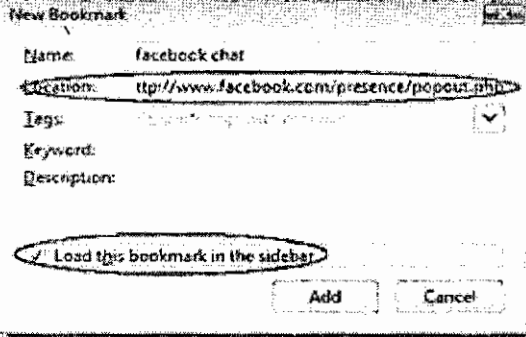 New Bookmark
Name: facebook chat
Location: ttp://www.facebook.com/presence/popout.php
Tags:
Keyword:
Description:
✓ Load this bookmark in the sidebar
Add Cancel